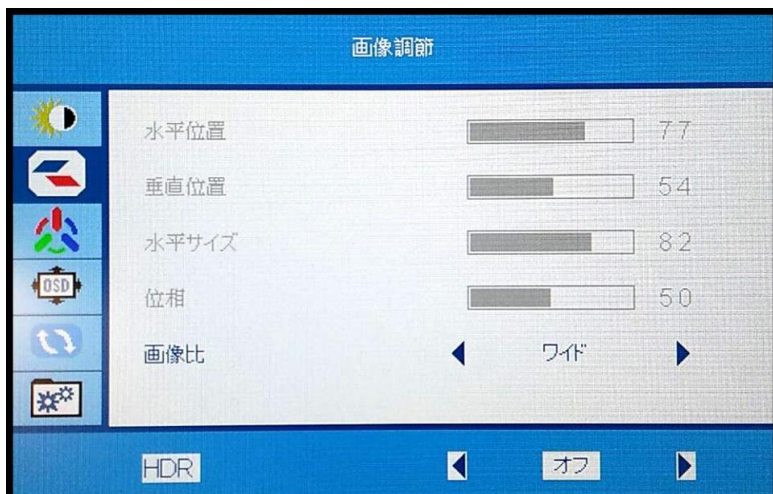 画像調節
水平位置 77
垂直位置 54
水平サイズ 82
位相 50
OSD
画像比 ワイド
HDR オフ